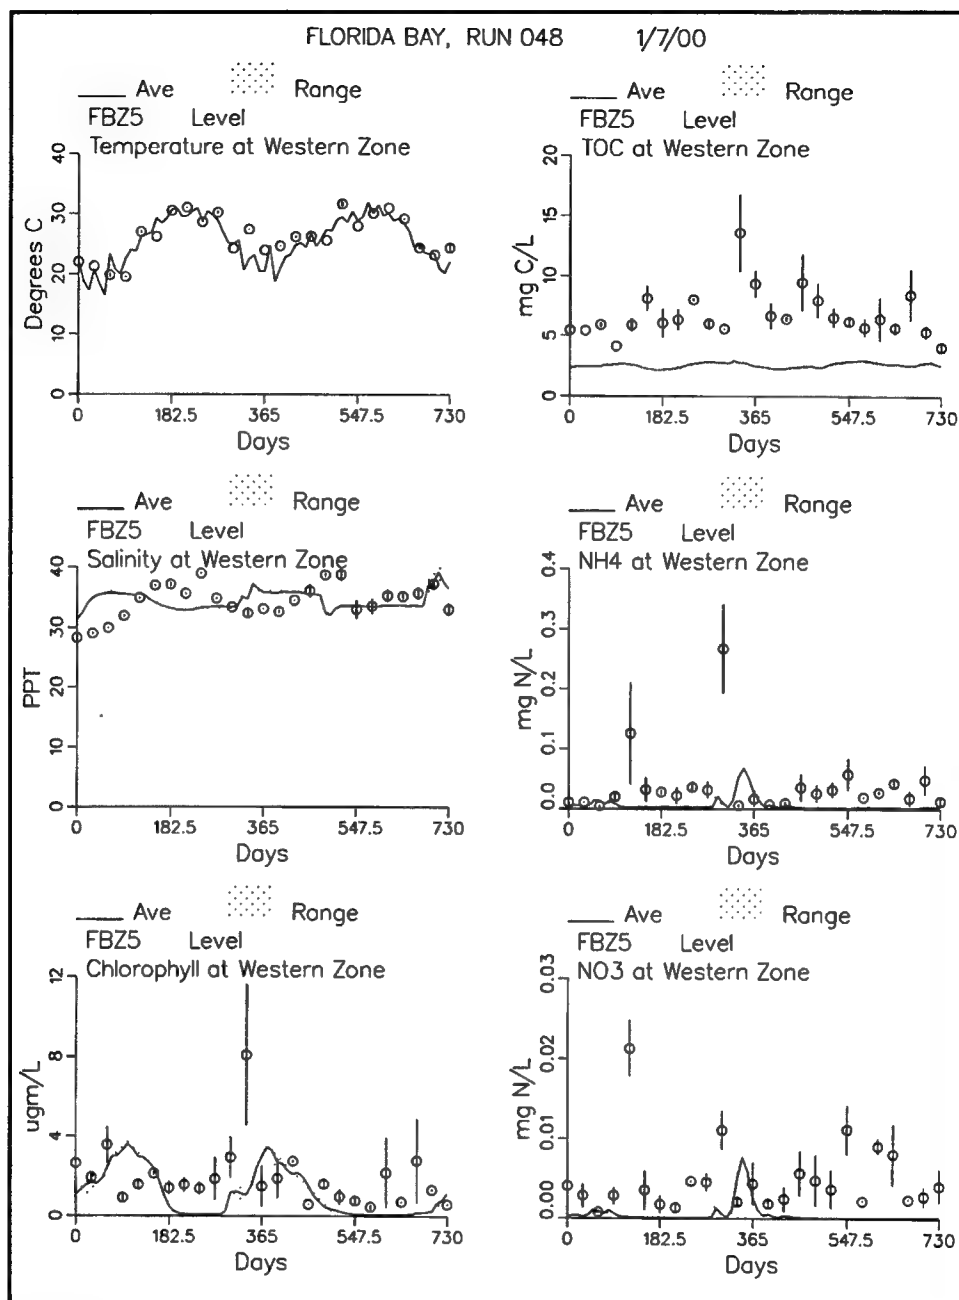 FLORIDA BAY, RUN 048 1/7/00
Ave Range
FBZ5 Level
Temperature at Western Zone
Degrees C
40
30
20
10
0
0 182.5 365 547.5 730
Days
Ave Range
FBZ5 Level
TOC at Western Zone
mg C/L
20
15
10
5
0
0 182.5 365 547.5 730
Days
Ave Range
FBZ5 Level
Salinity at Western Zone
PPT
40
30
20
10
0
0 182.5 365 547.5 730
Days
Ave Range
FBZ5 Level
NH4 at Western Zone
mg N/L
0.4
0.3
0.2
0.1
0.0
0 182.5 365 547.5 730
Days
Ave Range
FBZ5 Level
Chlorophyll at Western Zone
ugm/L
12
8
4
0
0 182.5 365 547.5 730
Days
Ave Range
FBZ5 Level
NO3 at Western Zone
mg N/L
0.03
0.02
0.01
0.00
0 182.5 365 547.5 730
Days